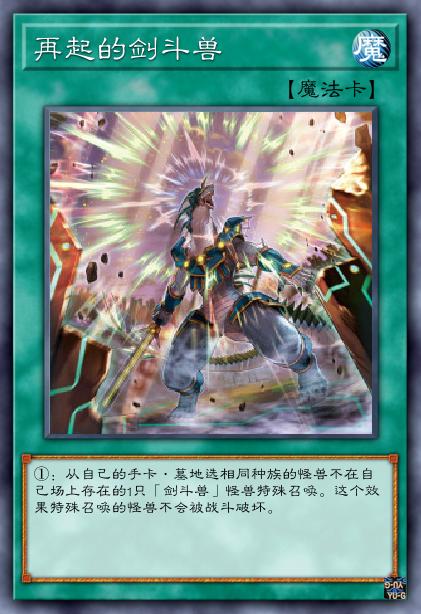 再起的剑斗兽
魔
【魔法卡】
①：从自己的手卡·墓地选相同种族的怪兽不在自
己场上存在的1只「剑斗兽」怪兽特殊召唤。这个效
果特殊召唤的怪兽不会被战斗破坏。